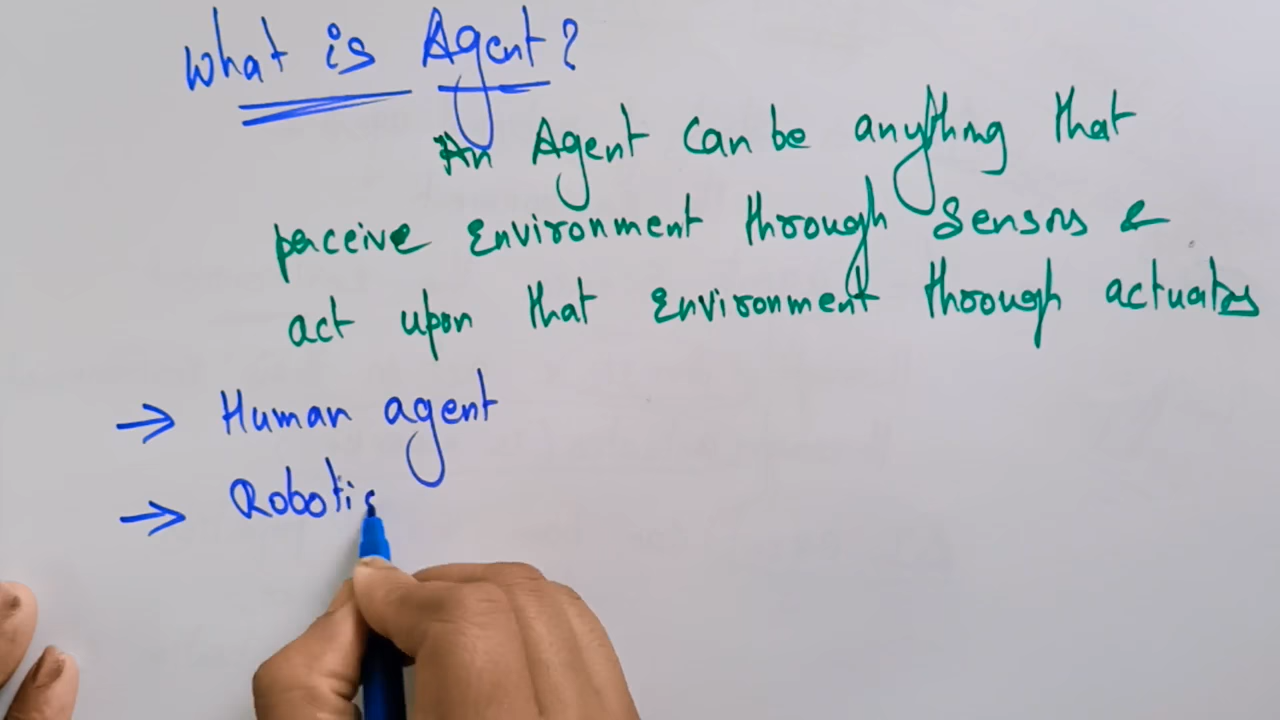 What is Agent?
An Agent can be anything that
perceive Environment through Sensors &
act upon that Environment through actuators
→ Human agent
→ Roboti